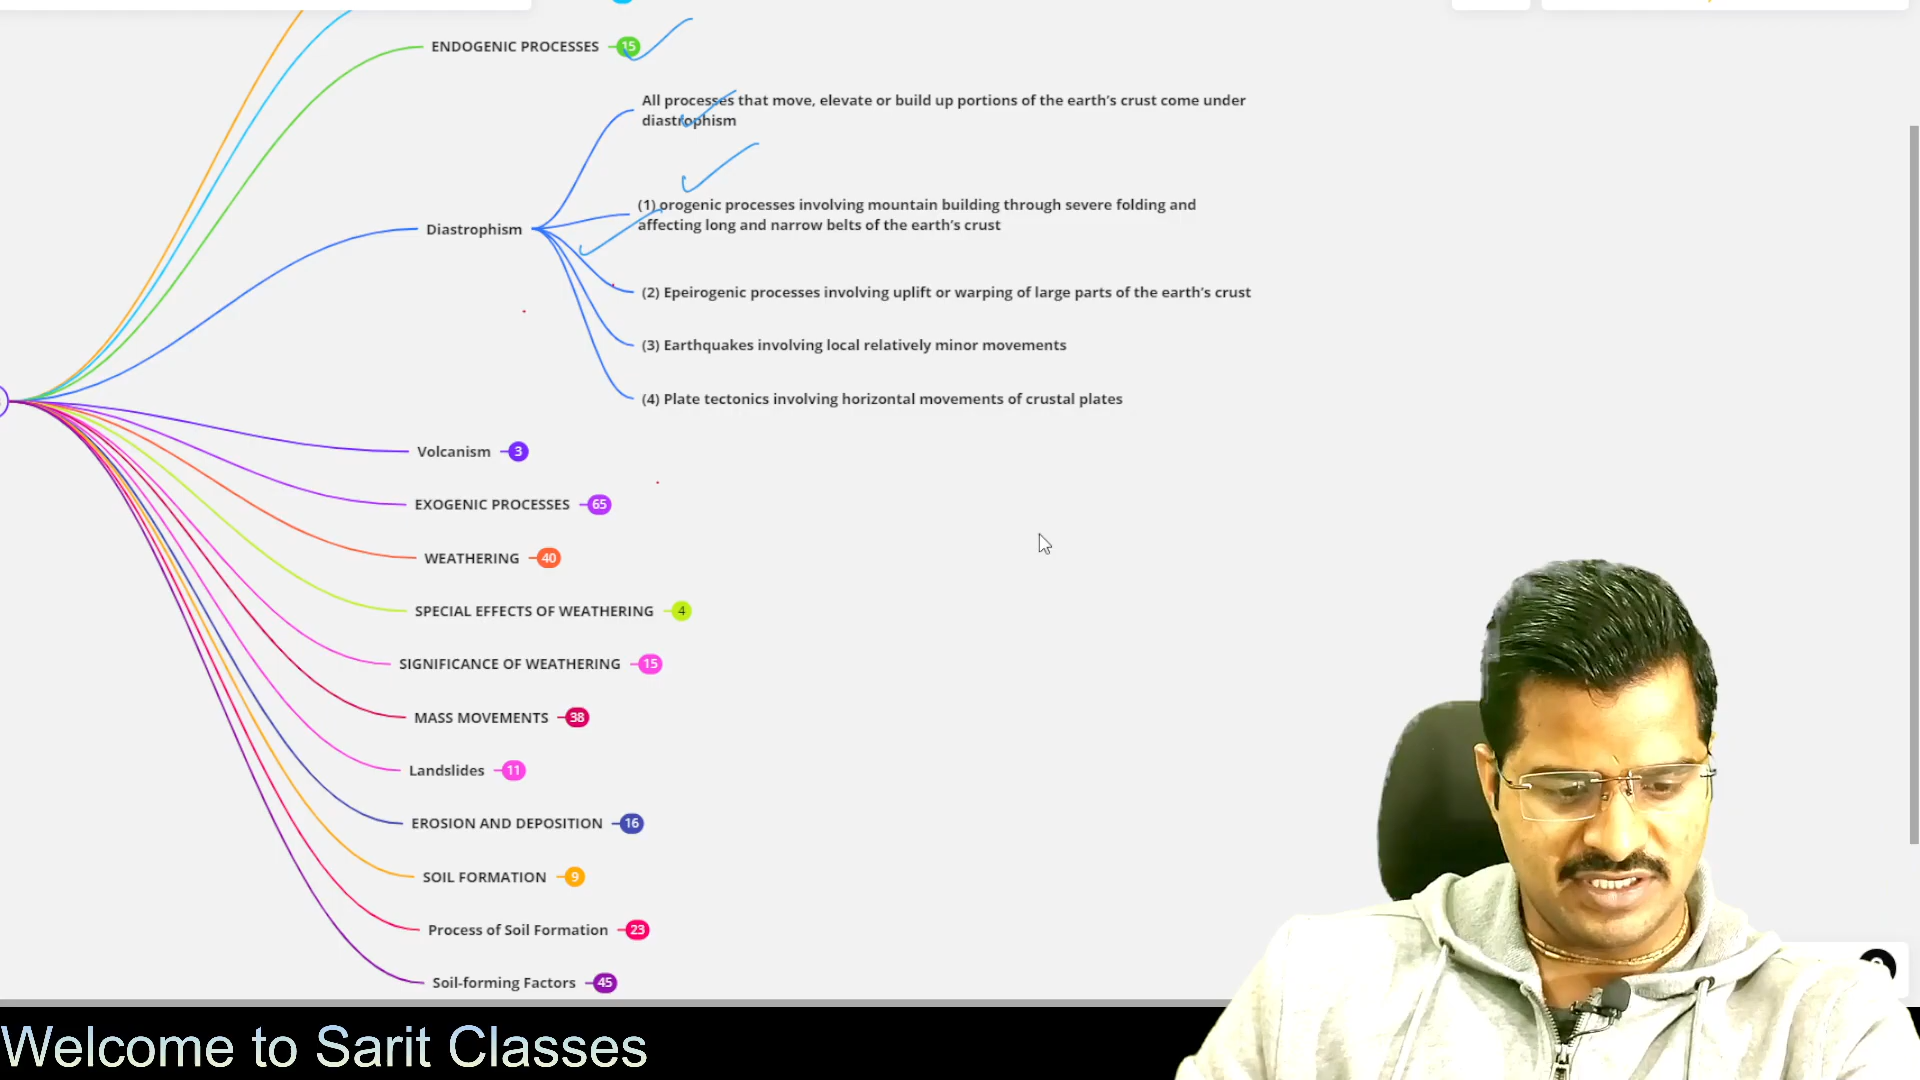 ENDOGENIC PROCESSES 15
All processes that move, elevate or build up portions of the earth’s crust come under
diastrophism
Diastrophism
(1) orogenic processes involving mountain building through severe folding and
affecting long and narrow belts of the earth’s crust
(2) Epeirogenic processes involving uplift or warping of large parts of the earth’s crust
(3) Earthquakes involving local relatively minor movements
(4) Plate tectonics involving horizontal movements of crustal plates
Volcanism 3
EXOGENIC PROCESSES 65
WEATHERING 40
SPECIAL EFFECTS OF WEATHERING 4
SIGNIFICANCE OF WEATHERING 15
MASS MOVEMENTS 38
Landslides 11
EROSION AND DEPOSITION 16
SOIL FORMATION 9
Process of Soil Formation 23
Soil-forming Factors 45
Welcome to Sarit Classes